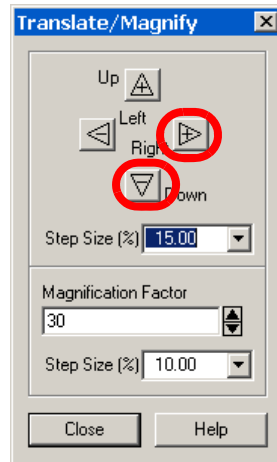 Translate/Magnify
Up
Left
Right
Down
Step Size (%) 15.00
Magnification Factor
30
Step Size (%) 10.00
Close Help